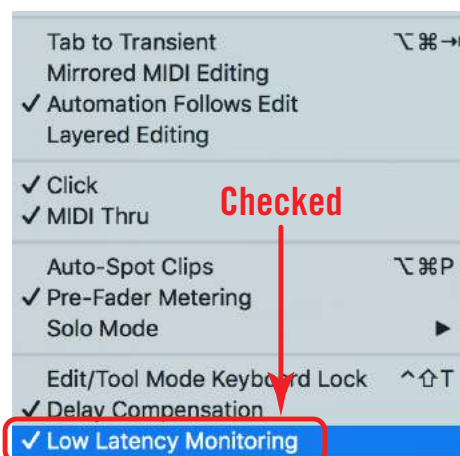 Tab to Transient ⌥⌘→
Mirrored MIDI Editing
✓ Automation Follows Edit
Layered Editing
✓ Click
✓ MIDI Thru
Checked
Auto-Spot Clips ⌥⌘P
✓ Pre-Fader Metering
Solo Mode ▶
Edit/Tool Mode Keyboard Lock ^⇧T
✓ Delay Compensation
✓ Low Latency Monitoring